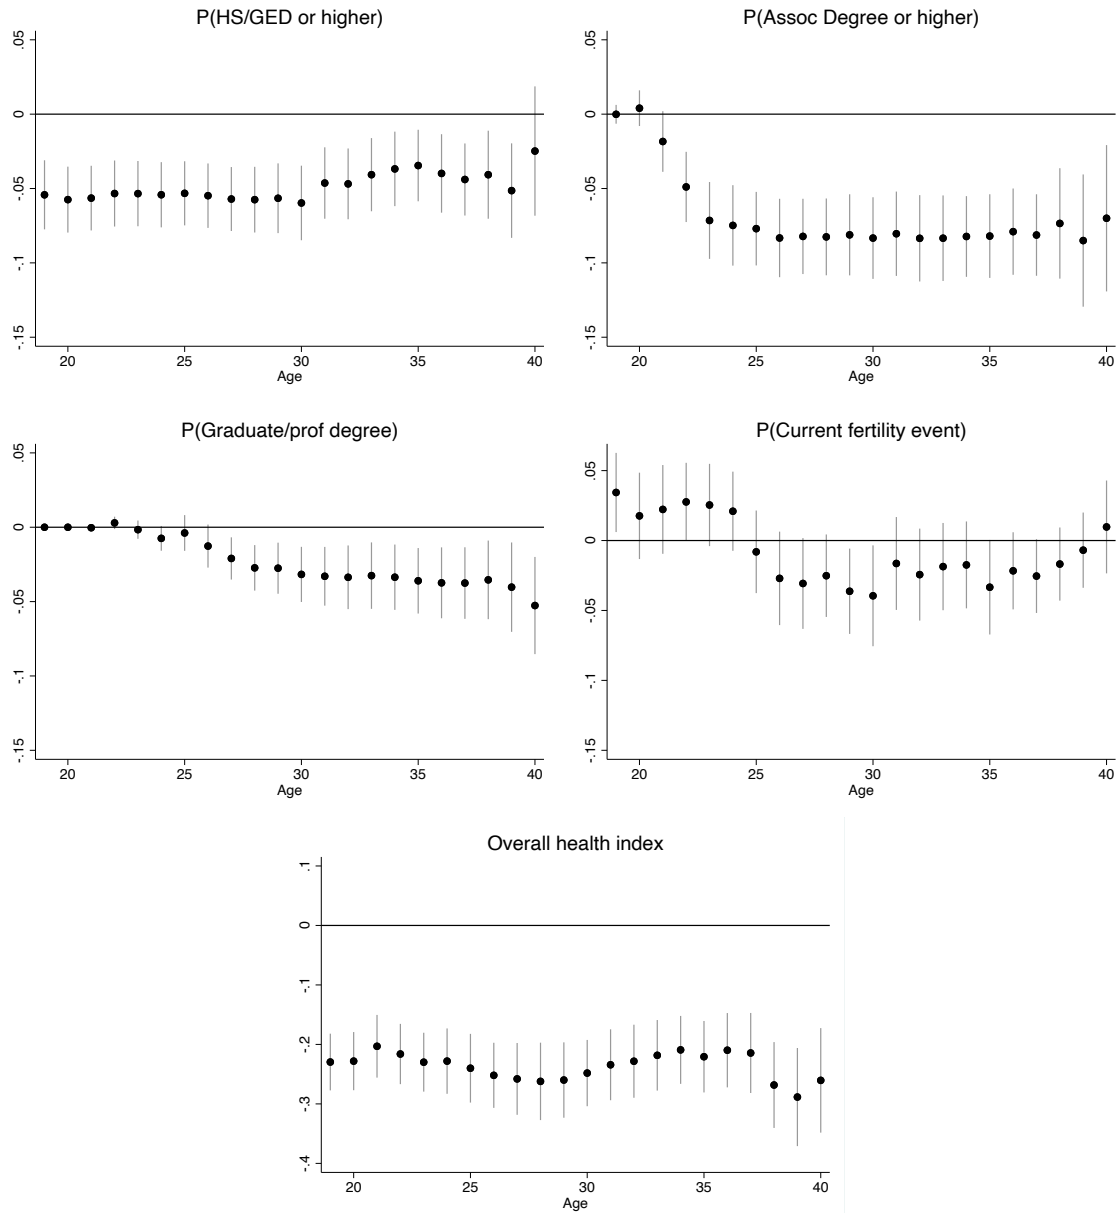 P(HS/GED or higher)
.05
0
-.05
-.1
-.15
20 25 30 35 40
Age
P(Assoc Degree or higher)
.05
0
-.05
-.1
-.15
20 25 30 35 40
Age
P(Graduate/prof degree)
.05
0
-.05
-.1
-.15
20 25 30 35 40
Age
P(Current fertility event)
.05
0
-.05
-.1
-.15
20 25 30 35 40
Age
Overall health index
.1
0
-.1
-.2
-.3
-.4
20 25 30 35 40
Age